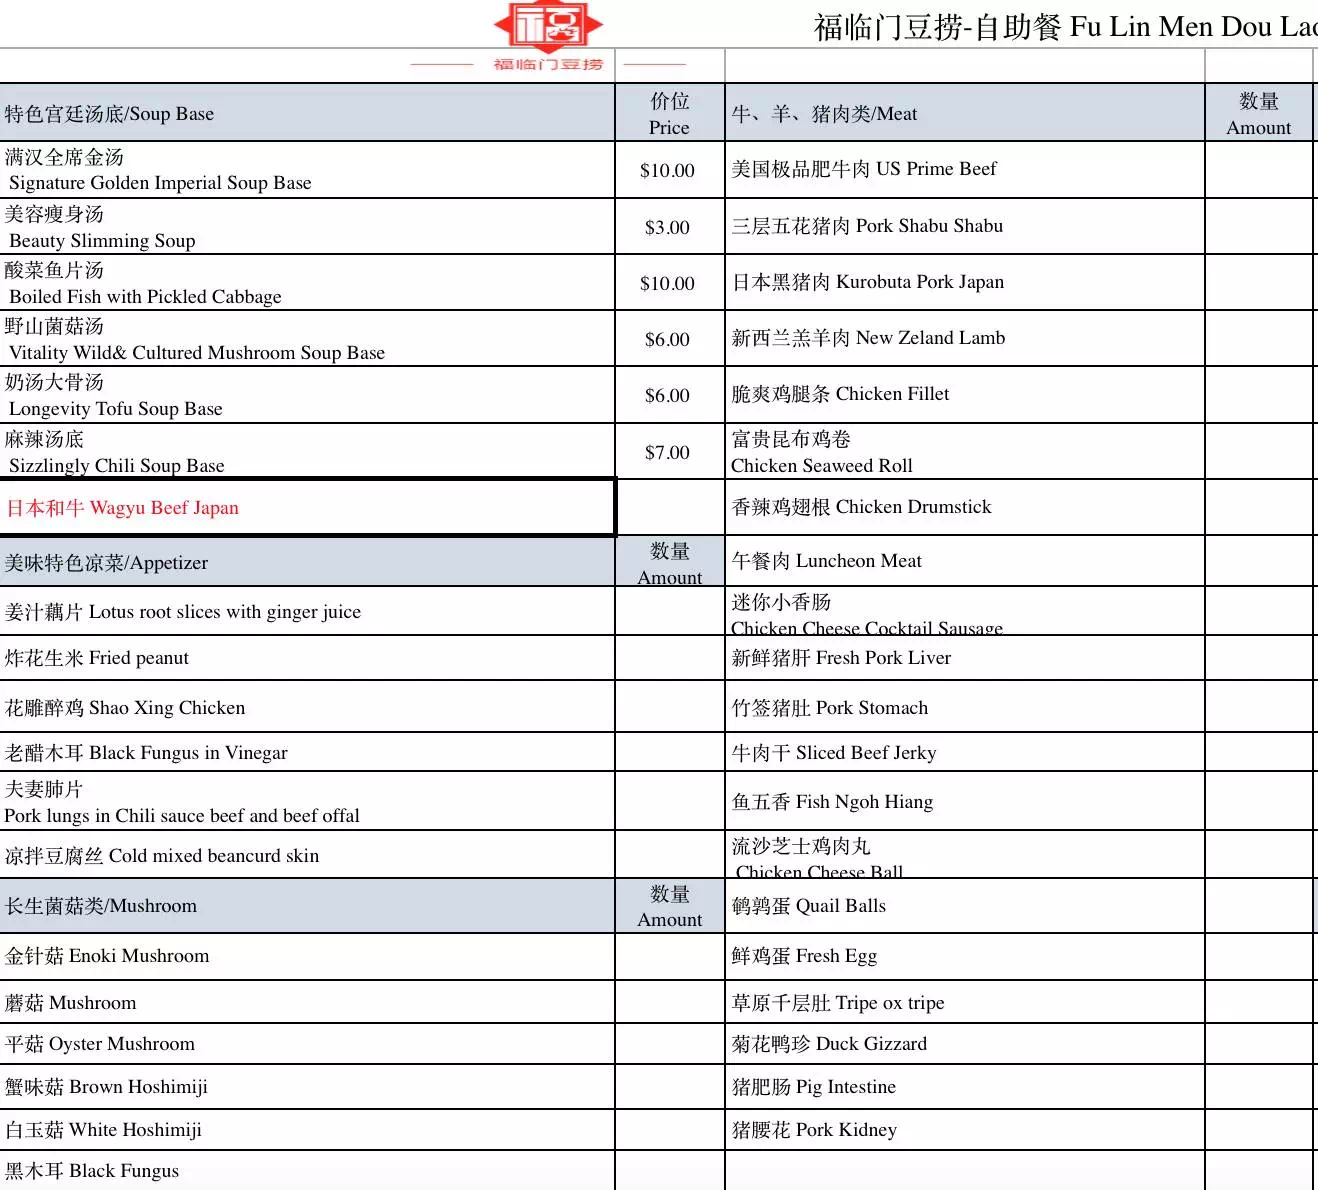 福临门豆捞
福临门豆捞-自助餐 Fu Lin Men Dou
特色宫廷汤底/Soup Base
价位
Price
满汉全席金汤
Signature Golden Imperial Soup Base
$10.00
美容瘦身汤
Beauty Slimming Soup
$3.00
酸菜鱼片汤
Boiled Fish with Pickled Cabbage
$10.00
野山菌菇汤
Vitality Wild& Cultured Mushroom Soup Base
$6.00
奶汤大骨汤
Longevity Tofu Soup Base
$6.00
麻辣汤底
Sizzlingly Chili Soup Base
$7.00
日本和牛 Wagyu Beef Japan
美味特色凉菜/Appetizer
数量
Amount
姜汁藕片 Lotus root slices with ginger juice
炸花生米 Fried peanut
花雕醉鸡 Shao Xing Chicken
老醋木耳 Black Fungus in Vinegar
夫妻肺片
Pork lungs in Chili sauce beef and beef offal
凉拌豆腐丝 Cold mixed beancurd skin
长生菌菇类/Mushroom
数量
Amount
金针菇 Enoki Mushroom
蘑菇 Mushroom
平菇 Oyster Mushroom
蟹味菇 Brown Hoshimiji
白玉菇 White Hoshimiji
黑木耳 Black Fungus
牛、羊、猪肉类/Meat
数量
Amount
美国极品肥牛肉 US Prime Beef
三层五花猪肉 Pork Shabu Shabu
日本黑猪肉 Kurobuta Pork Japan
新西兰羔羊肉 New Zeland Lamb
脆爽鸡腿条 Chicken Fillet
富贵昆布鸡卷
Chicken Seaweed Roll
香辣鸡翅根 Chicken Drumstick
午餐肉 Luncheon Meat
迷你小香肠
Chicken Cheese Cocktail Sausage
新鲜猪肝 Fresh Pork Liver
竹签猪肚 Pork Stomach
牛肉干 Sliced Beef Jerky
鱼五香 Fish Ngoh Hiang
流沙芝士鸡肉丸
Chicken Cheese Ball
鹌鹑蛋 Quail Balls
鲜鸡蛋 Fresh Egg
草原千层肚 Tripe ox tripe
菊花鸭珍 Duck Gizzard
猪肥肠 Pig Intestine
猪腰花 Pork Kidney